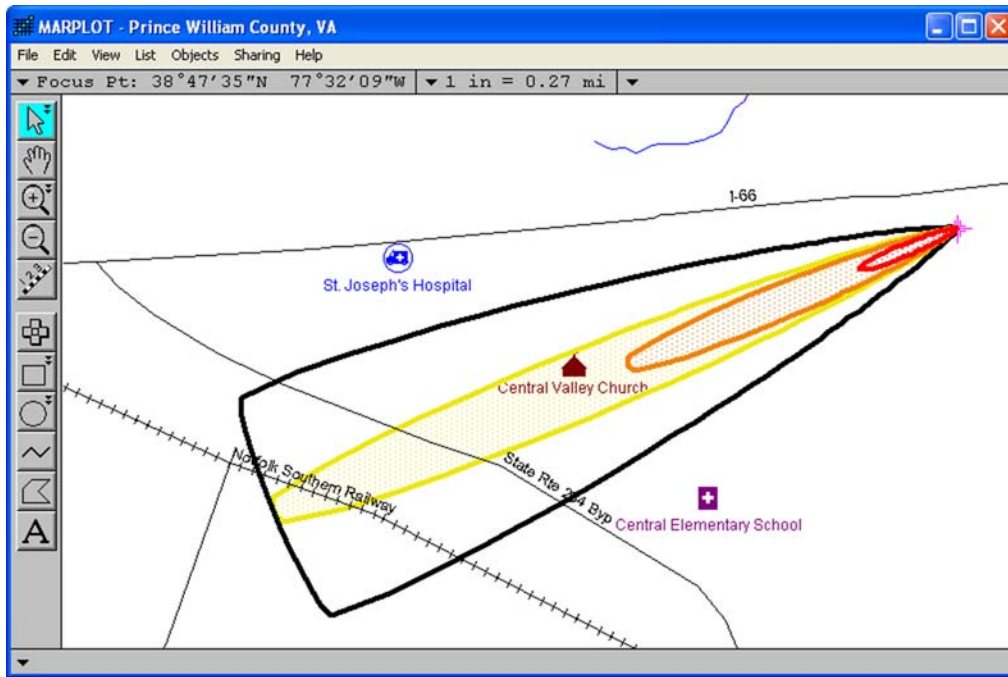 MARPLOT - Prince William County, VA
File Edit View List Objects Sharing Help
Focus Pt: 38°47'35"N 77°32'09"W 1 in = 0.27 mi
I-66
St. Joseph's Hospital
Central Valley Church
Norfolk Southern Railway
State Rte 234 Byp
Central Elementary School
A